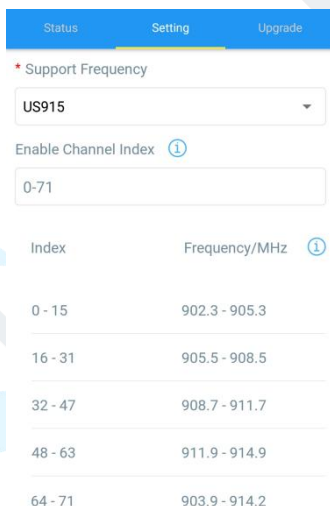 Status Setting Upgrade
* Support Frequency
US915
Enable Channel Index
0-71
Index Frequency/MHz
0 - 15 902.3 - 905.3
16 - 31 905.5 - 908.5
32 - 47 908.7 - 911.7
48 - 63 911.9 - 914.9
64 - 71 903.9 - 914.2